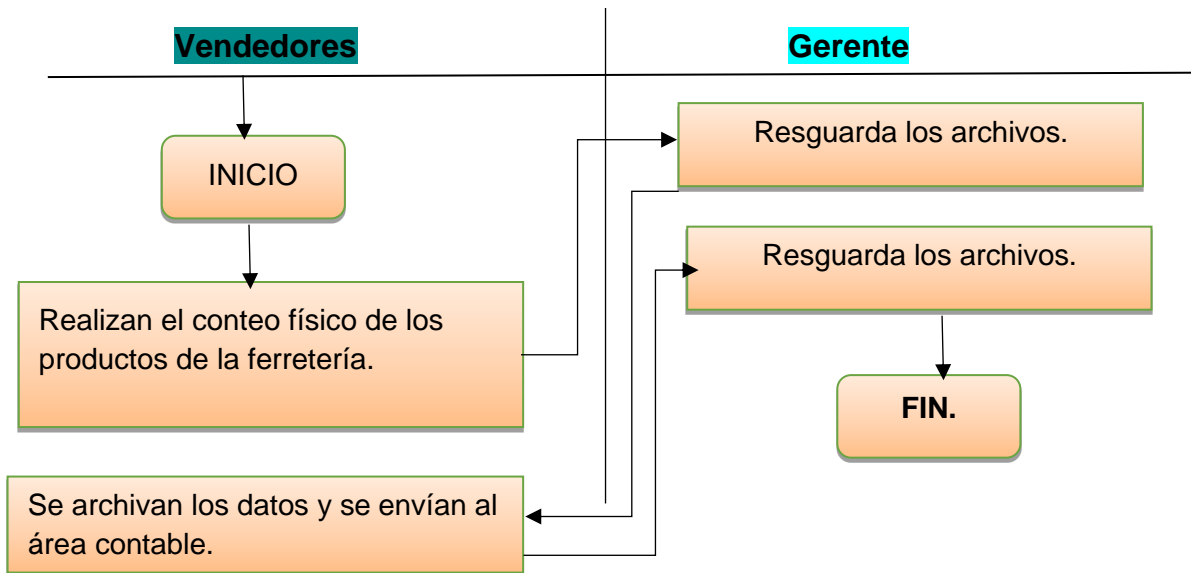 Vendedores
Gerente
INICIO
Resguarda los archivos.
Realizan el conteo físico de los
productos de la ferretería.
Resguarda los archivos.
FIN.
Se archivan los datos y se envían al
área contable.